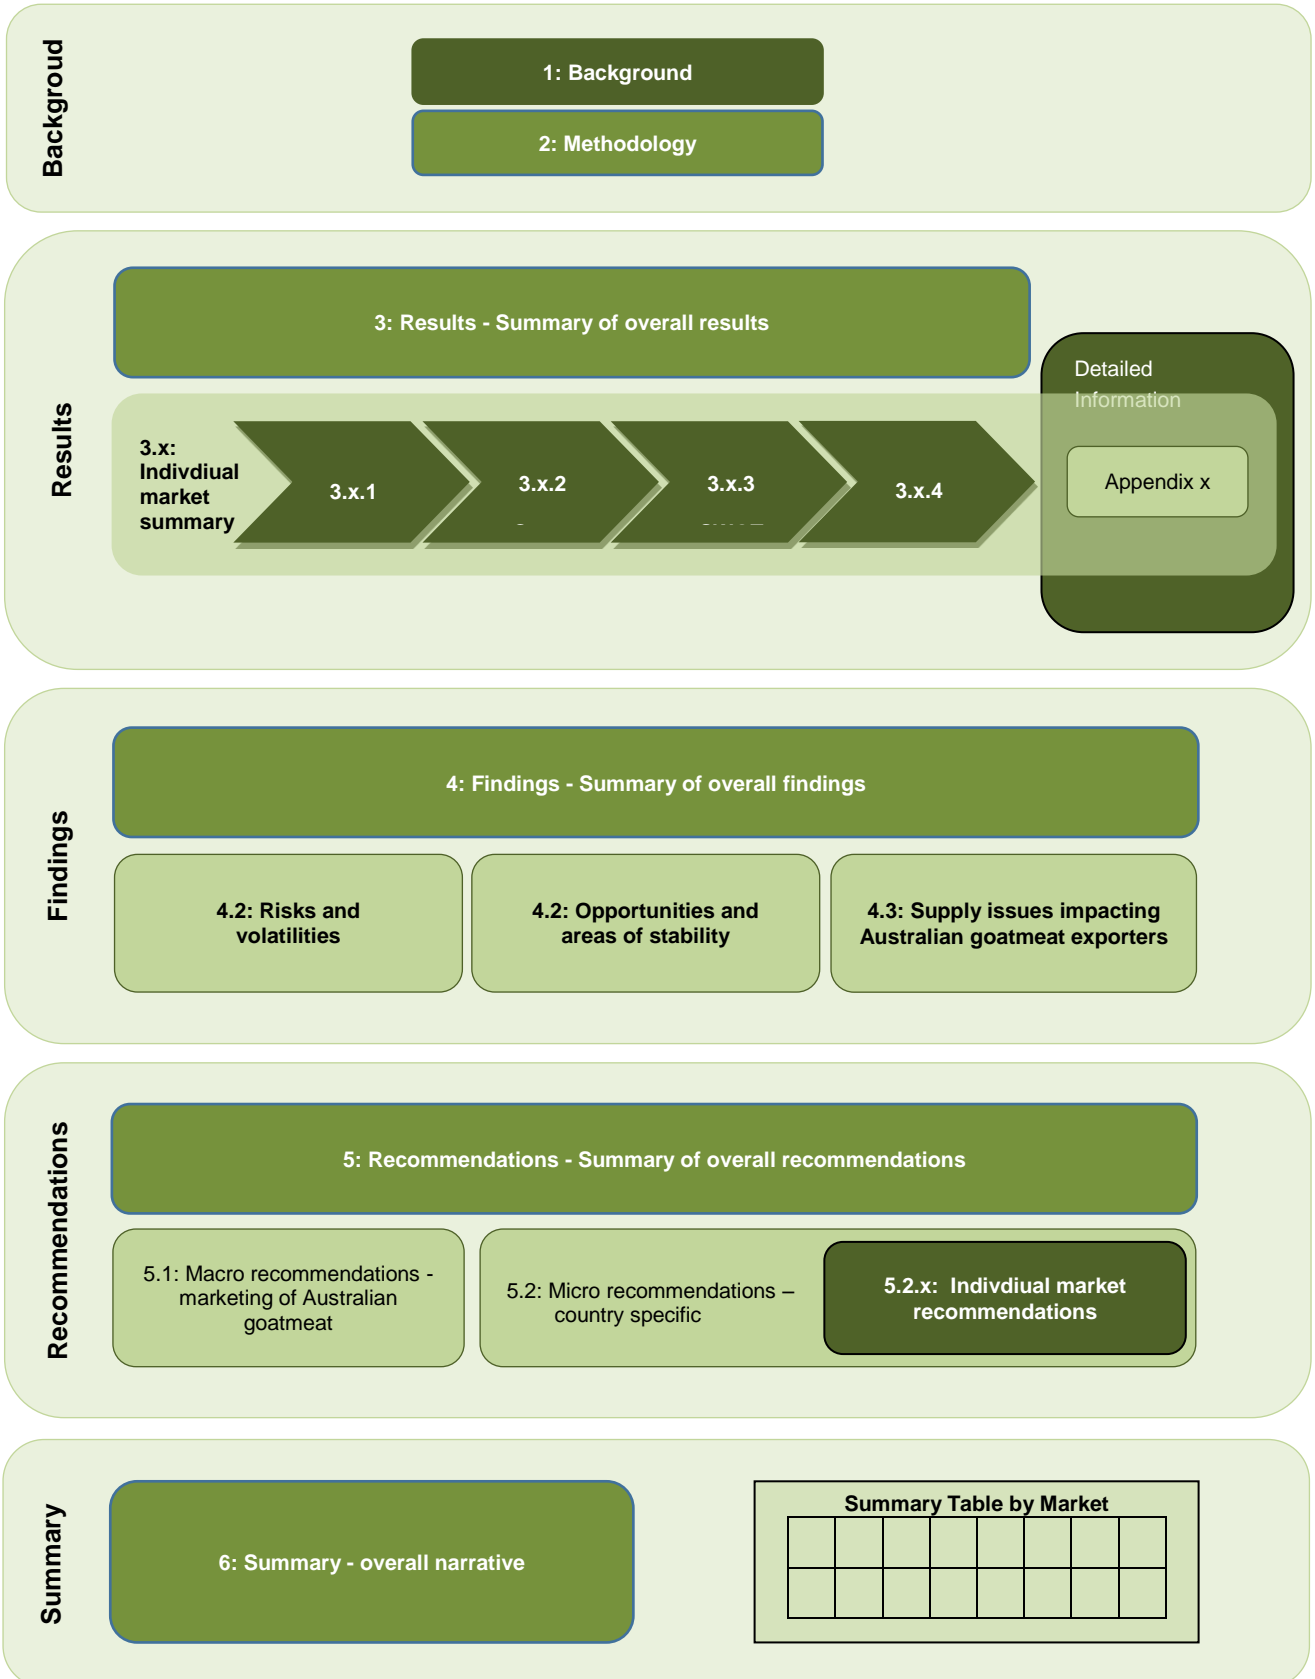 Backgroud
1: Background
2: Methodology
Results
3: Results - Summary of overall results
Detailed
Information
3.x:
Indivdiual
market
summary
3.x.1
3.x.2
3.x.3
3.x.4
Appendix x
Findings
4: Findings - Summary of overall findings
4.2: Risks and
volatilities
4.2: Opportunities and
areas of stability
4.3: Supply issues impacting
Australian goatmeat exporters
Recommendations
5: Recommendations - Summary of overall recommendations
5.1: Macro recommendations -
marketing of Australian
goatmeat
5.2: Micro recommendations –
country specific
5.2.x:  Indivdiual market
recommendations
Summary
6: Summary - overall narrative
Summary Table by Market